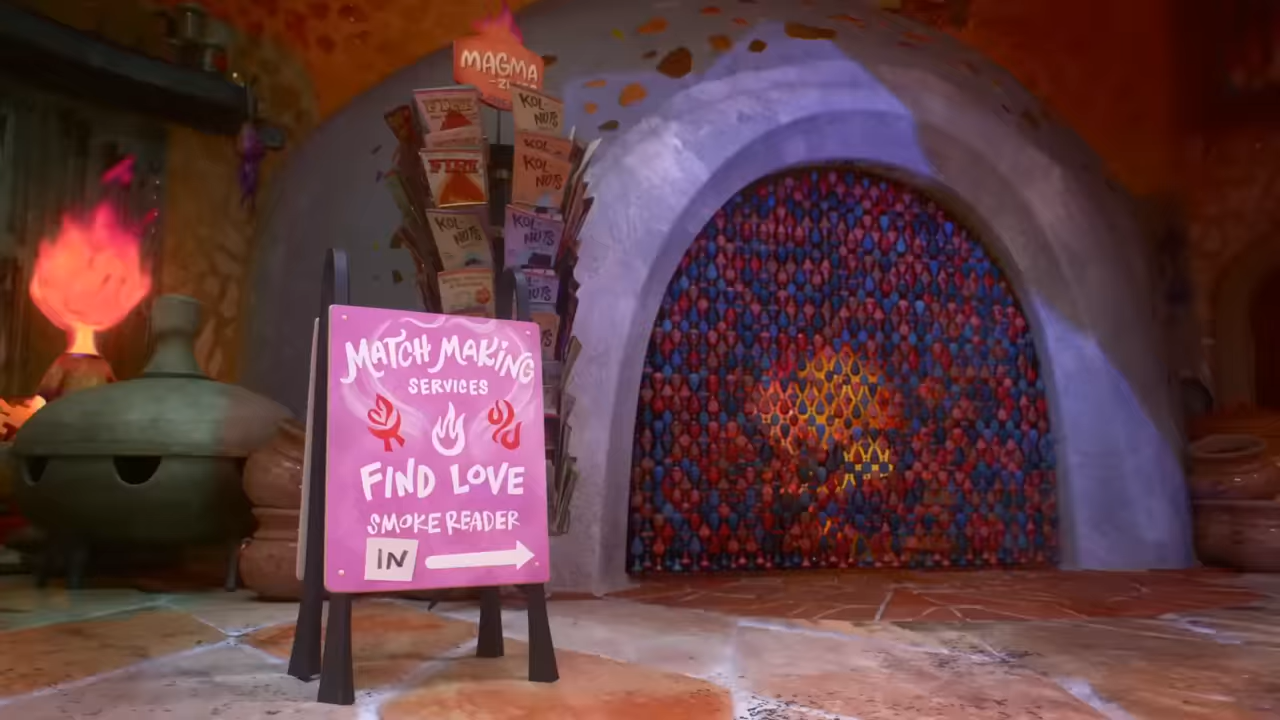 MAGMA
KOL-
NUTS
KOL-
KOL-
NUTS
FIRE
KOL-
NUTS
KOL-
NUTS
NUTS
MATCH MAKING
SERVICES
FIND LOVE
SMOKE READER
IN